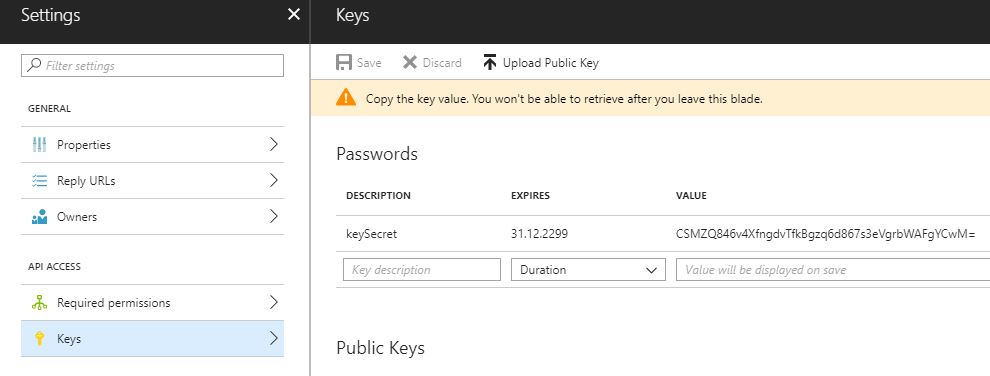 Settings
Filter settings
GENERAL
Properties
Reply URLs
Owners
API ACCESS
Required permissions
Keys
Keys
Save Discard Upload Public Key
Copy the key value. You won't be able to retrieve after you leave this blade.
Passwords
DESCRIPTION EXPIRES VALUE
keySecret 31.12.2299 CSMZQ846v4XfngdvTfkBgzq6d867s3eVgrbWAFgYCwM=
Key description Duration Value will be displayed on save
Public Keys